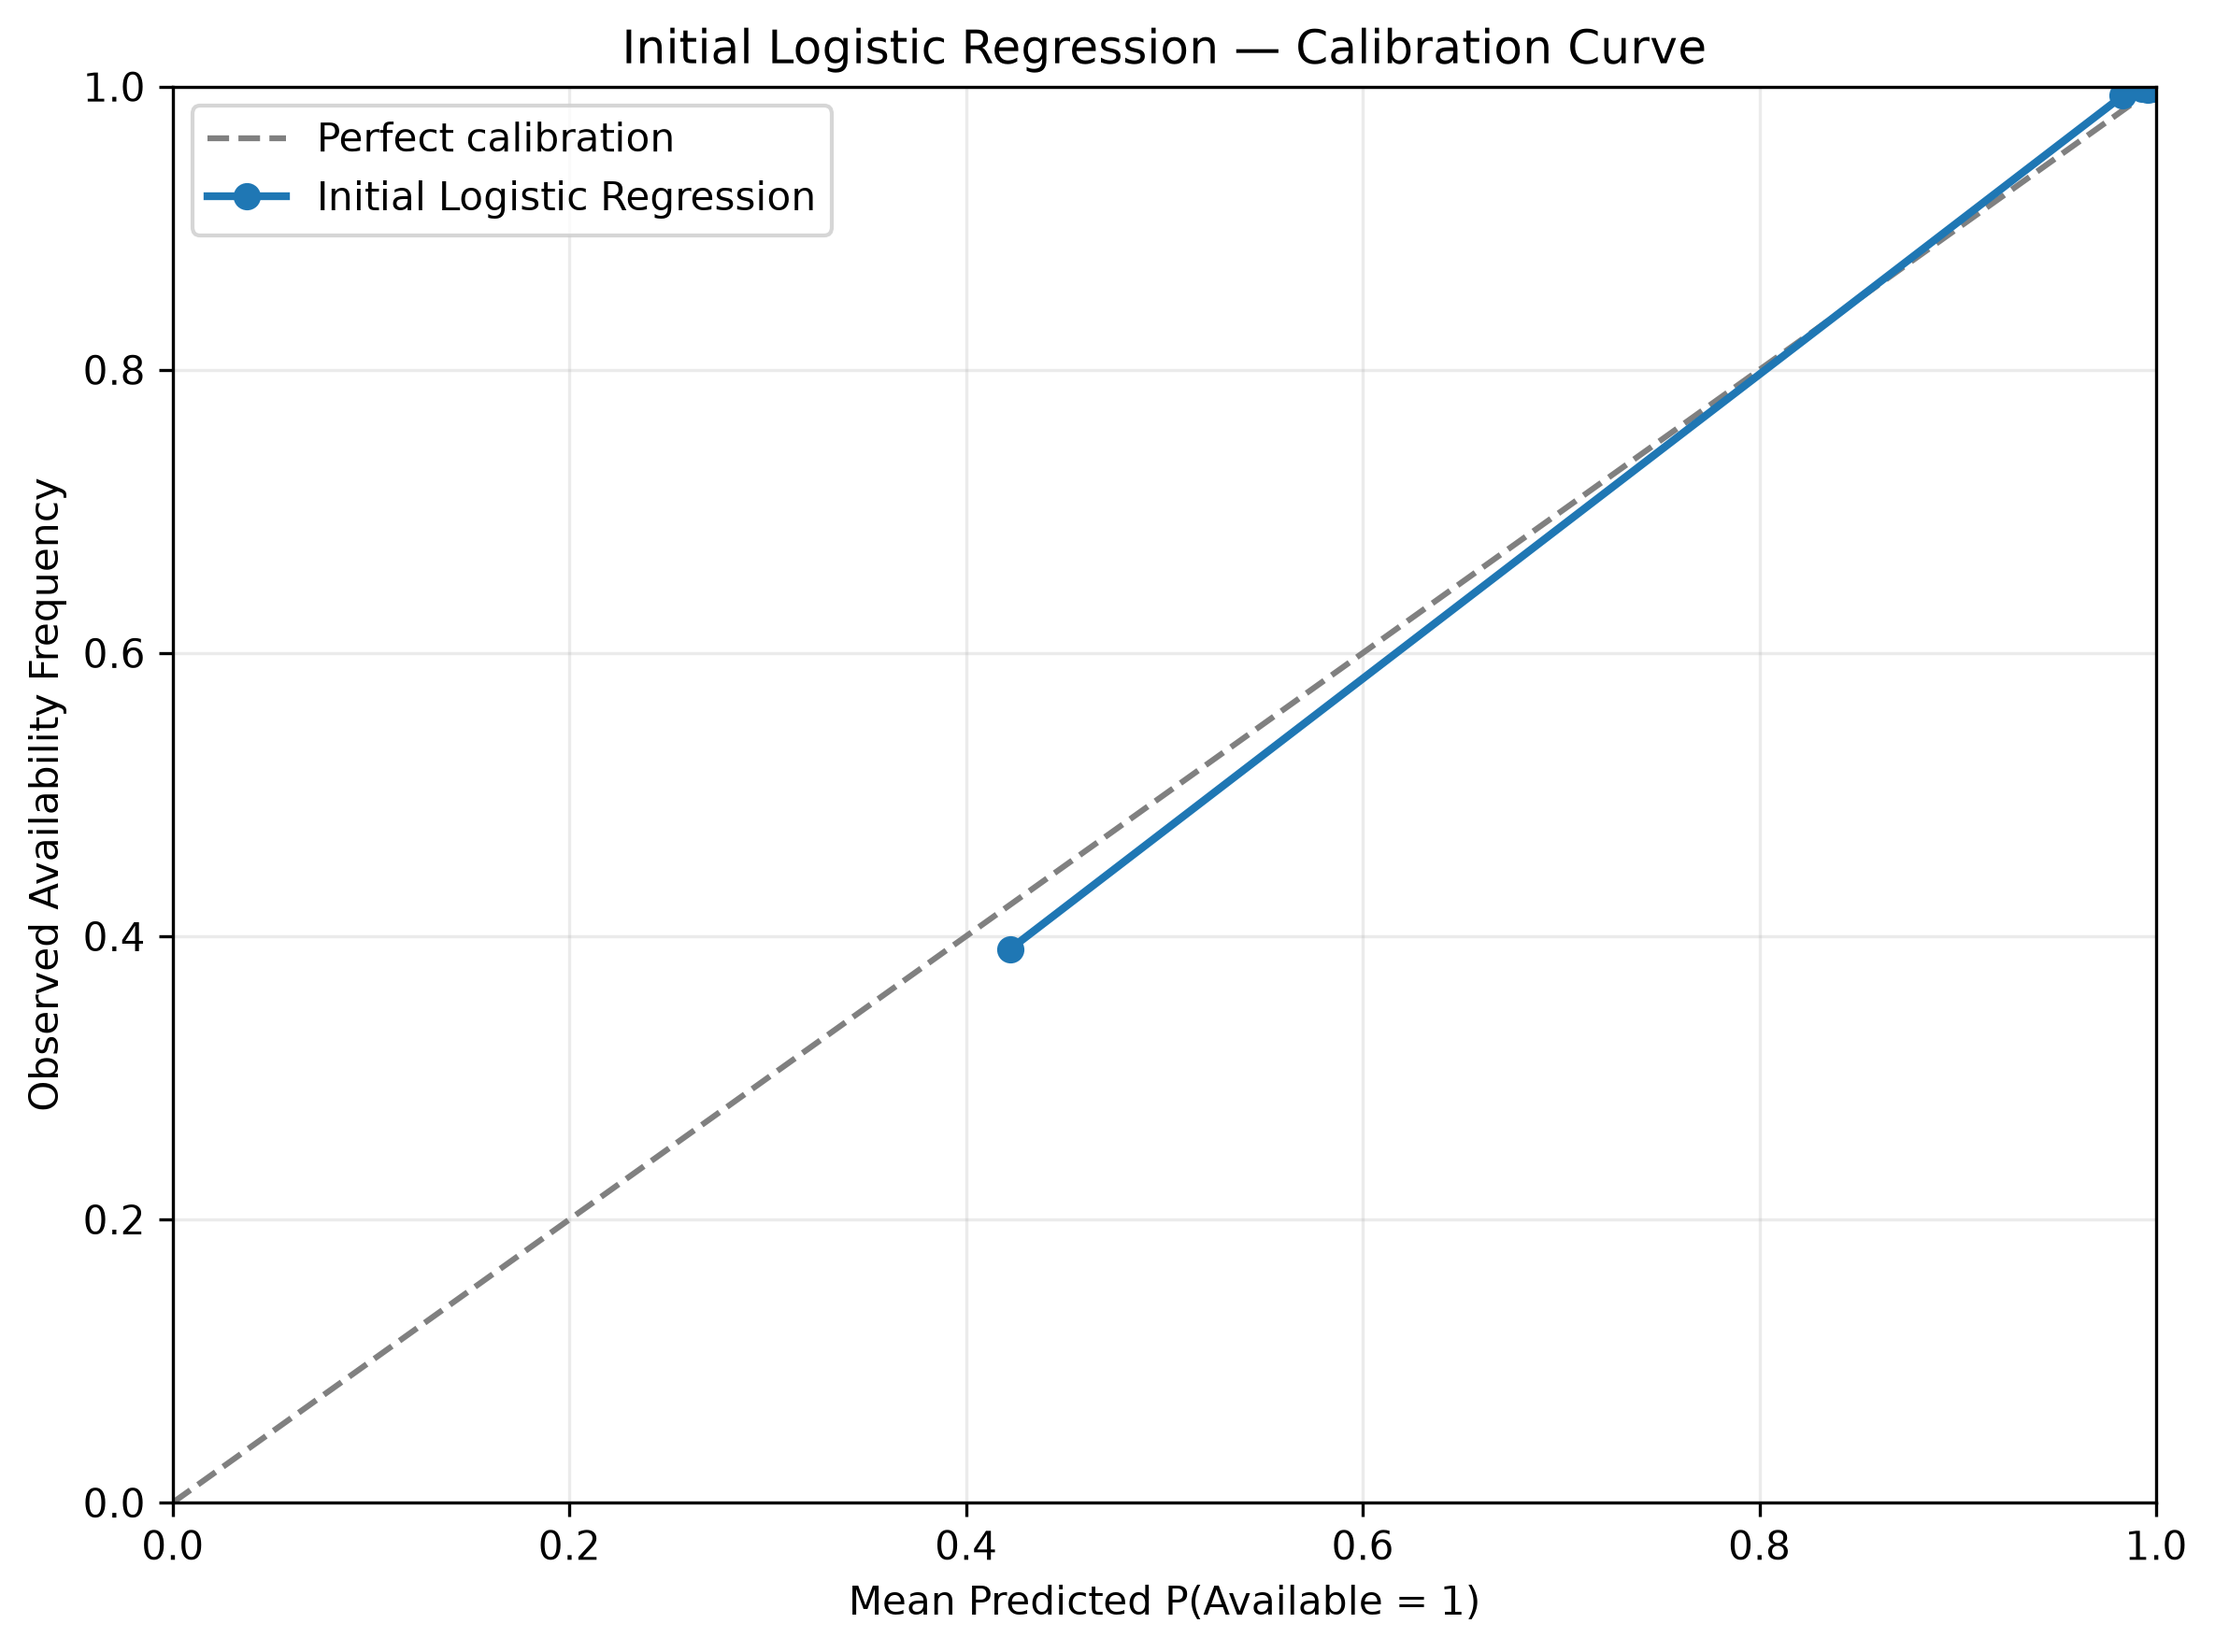 Initial Logistic Regression — Calibration Curve
Perfect calibration
Initial Logistic Regression
Observed Availability Frequency
1.0
0.8
0.6
0.4
0.2
0.0
0.0 0.2 0.4 0.6 0.8 1.0
Mean Predicted P(Available = 1)